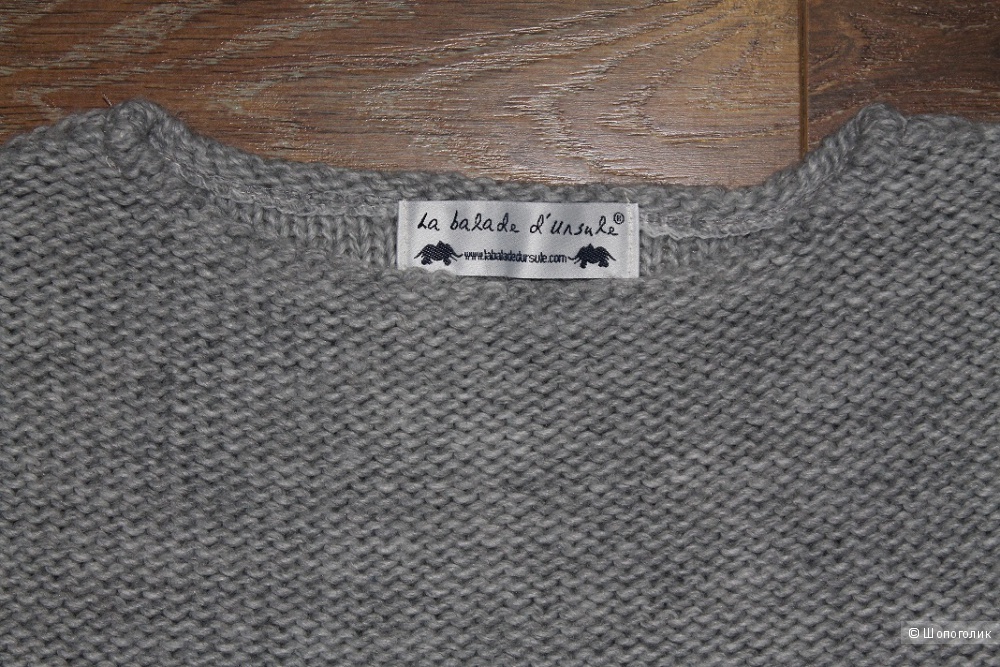 La balade d'Ursule®
www.labaladedursule.com
© Шопоголик